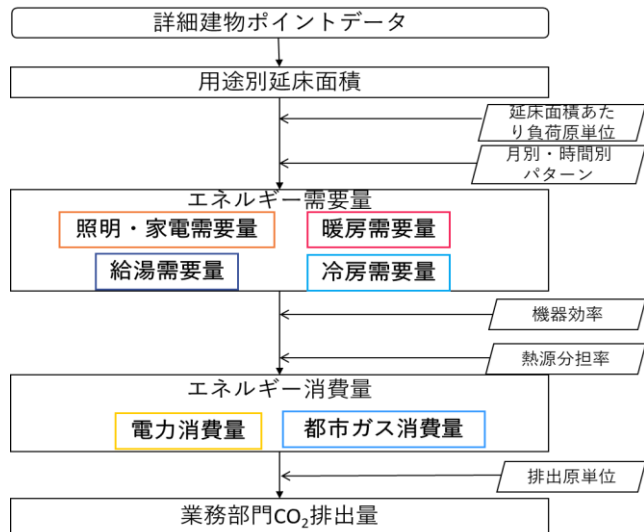 詳細建物ポイントデータ
用途別延床面積
延床面積あた
り負荷原単位
月別・時間別
パターン
エネルギー需要量
照明・家電需要量
暖房需要量
給湯需要量
冷房需要量
機器効率
熱源分担率
エネルギー消費量
電力消費量
都市ガス消費量
排出原単位
業務部門CO₂排出量